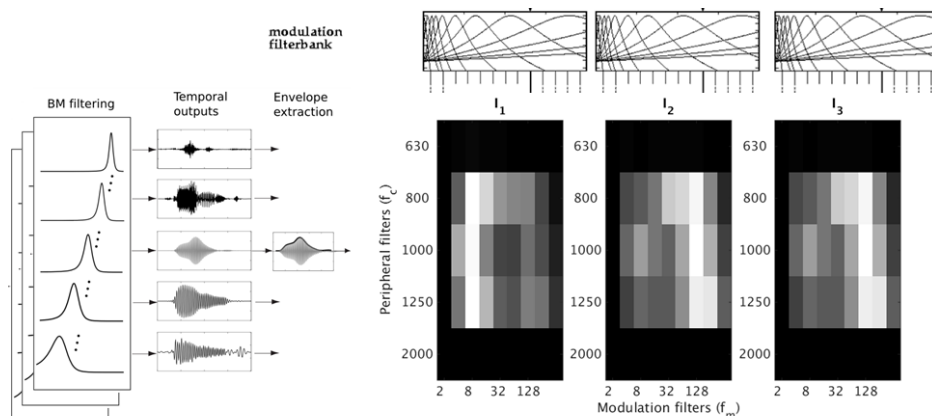 modulation
filterbank
BM filtering
Temporal
outputs
Envelope
extraction
I1
I2
I3
Peripheral filters (fc)
630
800
1000
1250
2000
630
800
1000
1250
2000
630
800
1000
1250
2000
2 8 32 128
2 8 32 128
2 8 32 128
Modulation filters (fm)